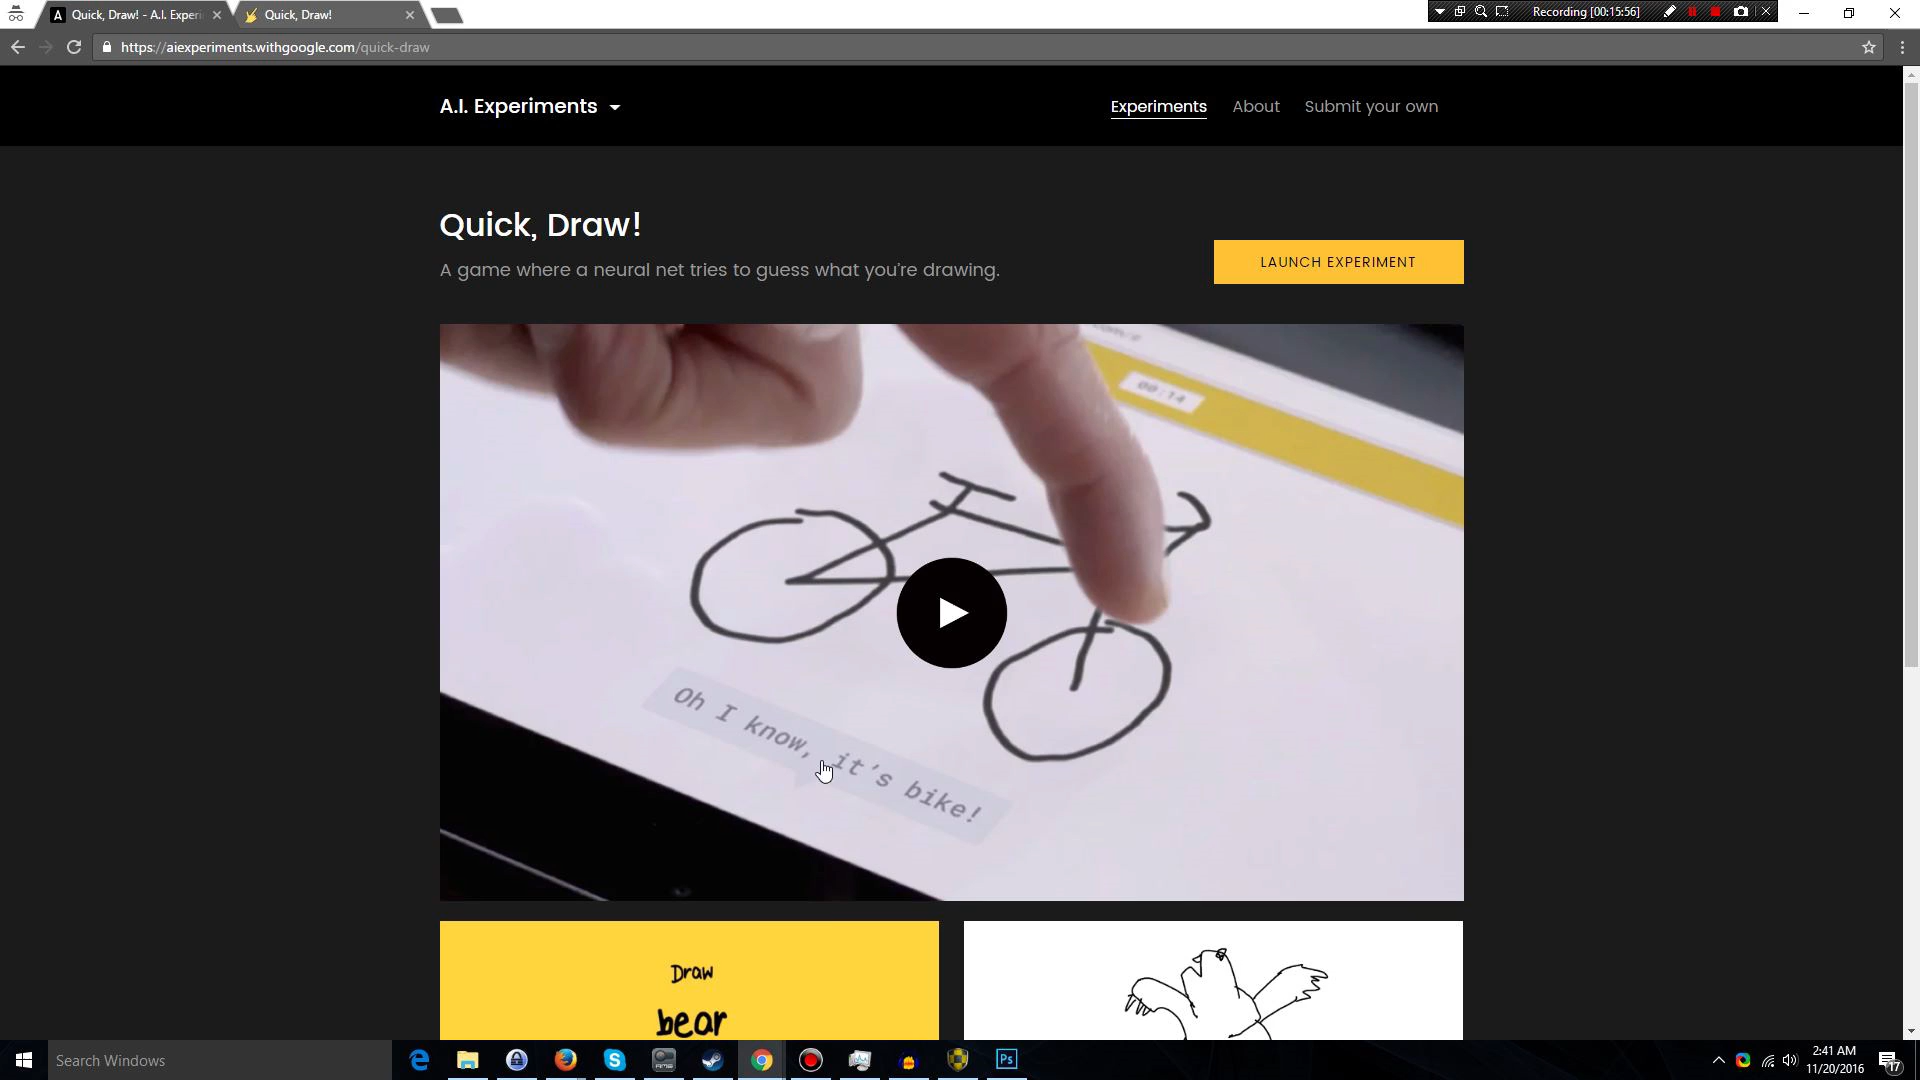 Quick, Draw! - A.I. Experi
Quick, Draw!
Recording [00:15:56]
https://aiexperiments.withgoogle.com/quick-draw
A.I. Experiments
Experiments
About
Submit your own
Quick, Draw!
A game where a neural net tries to guess what you're drawing.
LAUNCH EXPERIMENT
00:14
Oh I know, it's bike!
Draw
bear
Search Windows
2:41 AM
11/20/2016
17